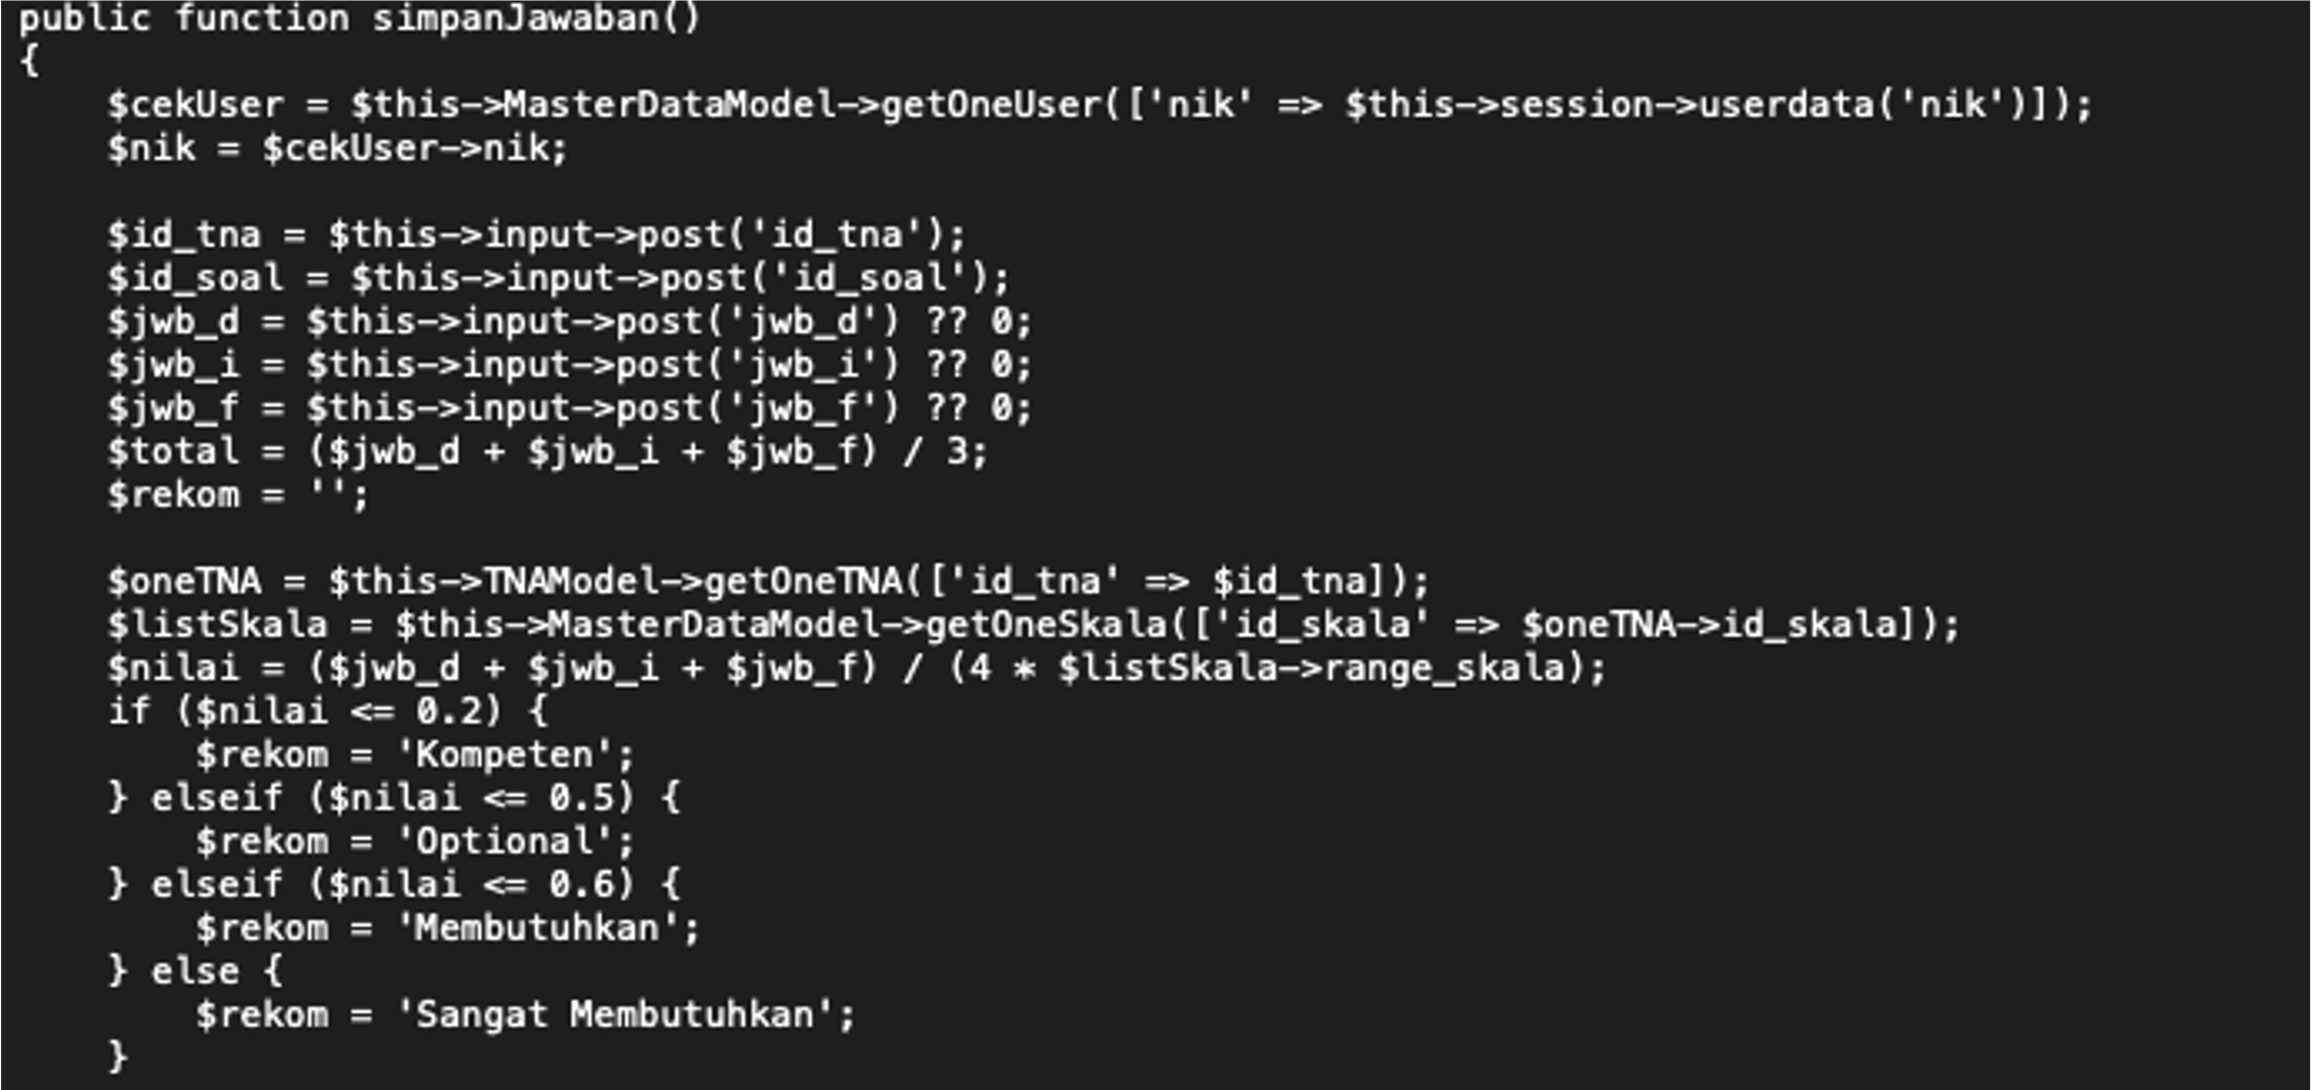 public function simpanJawaban()
{
    $cekUser = $this->MasterDataModel->getOneUser(['nik' => $this->session->userdata('nik')]);
    $nik = $cekUser->nik;

    $id_tna = $this->input->post('id_tna');
    $id_soal = $this->input->post('id_soal');
    $jwb_d = $this->input->post('jwb_d') ?? 0;
    $jwb_i = $this->input->post('jwb_i') ?? 0;
    $jwb_f = $this->input->post('jwb_f') ?? 0;
    $total = ($jwb_d + $jwb_i + $jwb_f) / 3;
    $rekom = '';

    $oneTNA = $this->TNAModel->getOneTNA(['id_tna' => $id_tna]);
    $listSkala = $this->MasterDataModel->getOneSkala(['id_skala' => $oneTNA->id_skala]);
    $nilai = ($jwb_d + $jwb_i + $jwb_f) / (4 * $listSkala->range_skala);
    if ($nilai <= 0.2) {
        $rekom = 'Kompeten';
    } elseif ($nilai <= 0.5) {
        $rekom = 'Optional';
    } elseif ($nilai <= 0.6) {
        $rekom = 'Membutuhkan';
    } else {
        $rekom = 'Sangat Membutuhkan';
    }